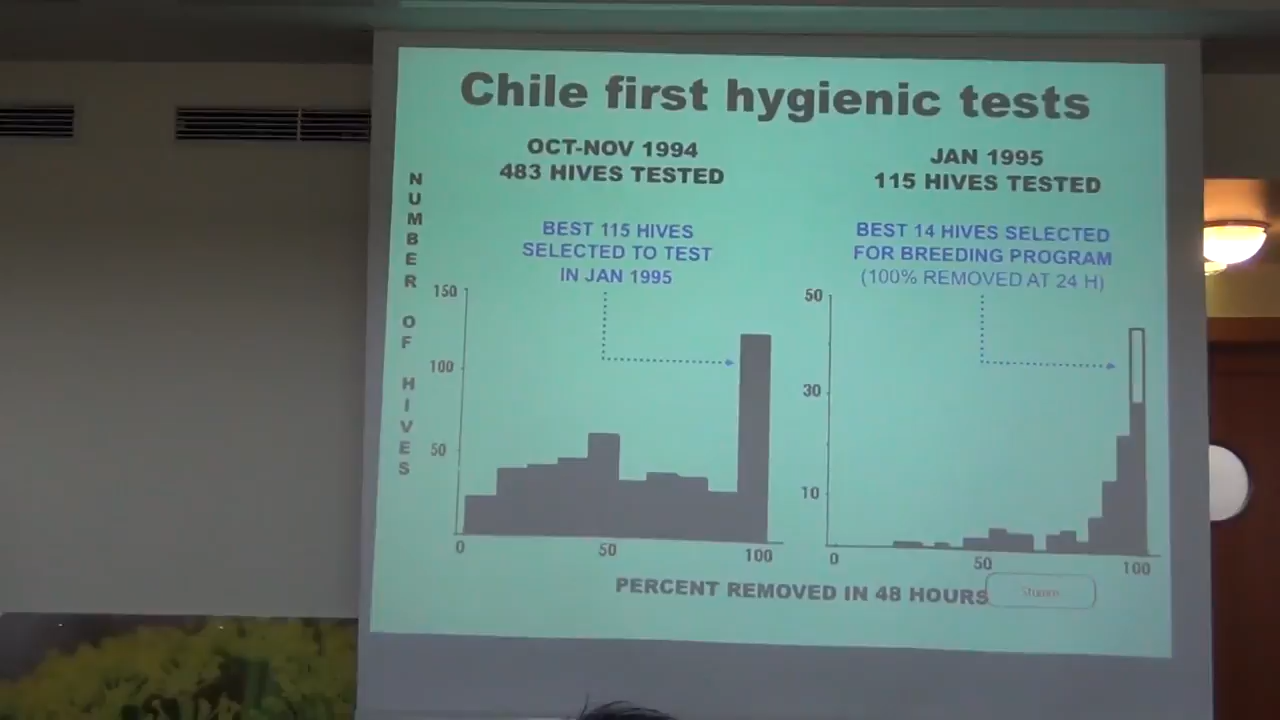 Chile first hygienic tests
OCT-NOV 1994
483 HIVES TESTED
BEST 115 HIVES
SELECTED TO TEST
IN JAN 1995
NUMBER OF HIVES
150
100
50
0
50
100
JAN 1995
115 HIVES TESTED
BEST 14 HIVES SELECTED
FOR BREEDING PROGRAM
(100% REMOVED AT 24 H)
50
30
10
0
50
100
PERCENT REMOVED IN 48 HOURS